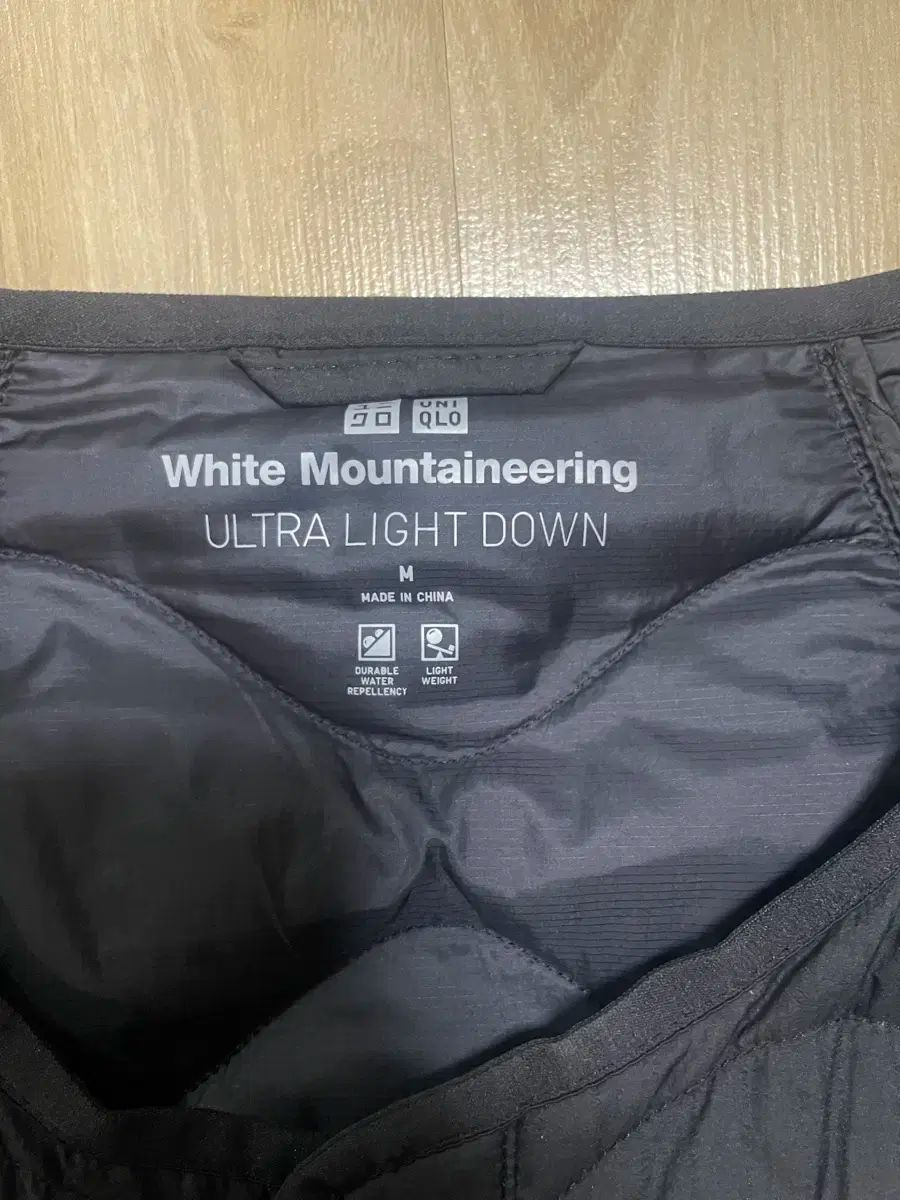 ユニ UNI
クロ QLO
White Mountaineering
ULTRA LIGHT DOWN
M
MADE IN CHINA
DURABLE
WATER
REPELLENCY
LIGHT
WEIGHT